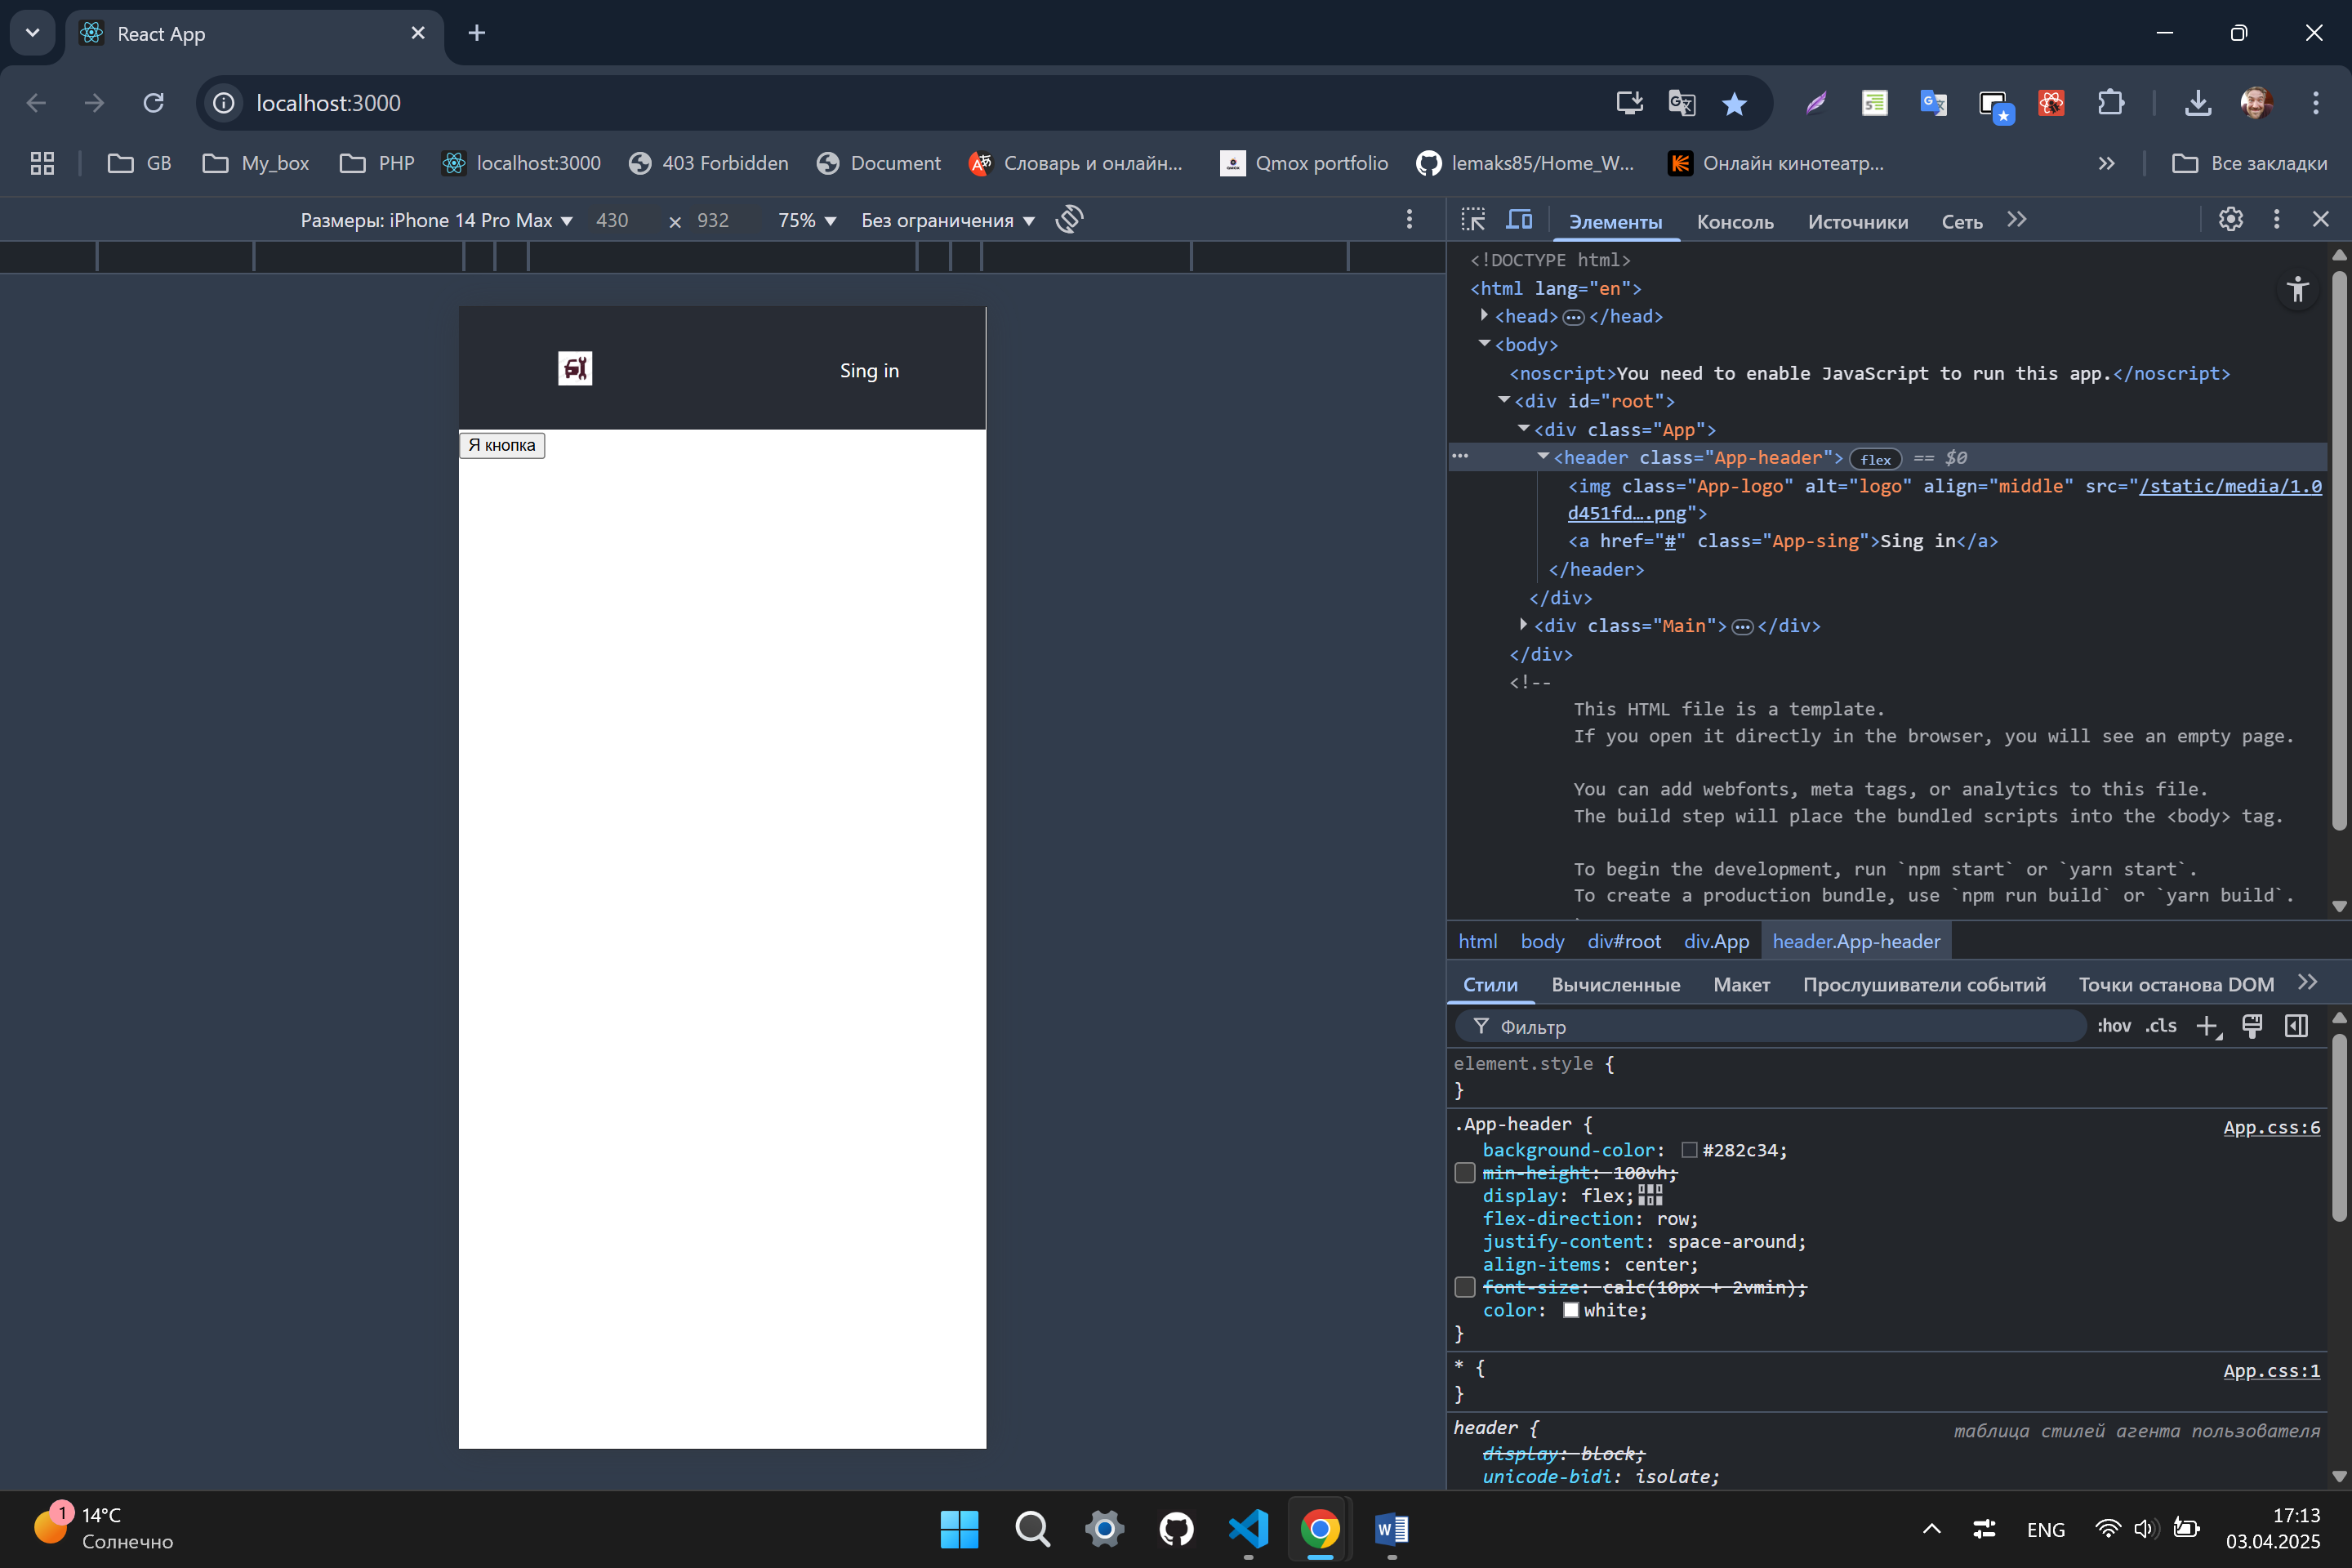 React App
localhost:3000
GB My_box PHP localhost:3000 403 Forbidden Document Словарь и онлайн... Qmox portfolio lemaks85/Home_W... Онлайн кинотеатр... Все закладки
Размеры: iPhone 14 Pro Max 430 × 932 75% Без ограничения
Sing in
Я кнопка
Элементы Консоль Источники Сеть
<!DOCTYPE html>
<html lang="en">
<head>…</head>
<body>
<noscript>You need to enable JavaScript to run this app.</noscript>
<div id="root">
<div class="App">
<header class="App-header"> flex == $0
<img class="App-logo" alt="logo" align="middle" src="/static/media/1.0
d451fd….png">
<a href="#" class="App-sing">Sing in</a>
</header>
</div>
<div class="Main">…</div>
</div>
<!--
This HTML file is a template.
If you open it directly in the browser, you will see an empty page.
You can add webfonts, meta tags, or analytics to this file.
The build step will place the bundled scripts into the <body> tag.
To begin the development, run `npm start` or `yarn start`.
To create a production bundle, use `npm run build` or `yarn build`.
html body div#root div.App header.App-header
Стили Вычисленные Макет Прослушиватели событий Точки останова DOM
Фильтр :hov .cls
element.style {
}
.App-header { App.css:6
background-color: #282c34;
min-height: 100vh;
display: flex;
flex-direction: row;
justify-content: space-around;
align-items: center;
font-size: calc(10px + 2vmin);
color: white;
}
* { App.css:1
}
header { таблица стилей агента пользователя
display: block;
unicode-bidi: isolate;
1 14°C
Солнечно
ENG
17:13
03.04.2025